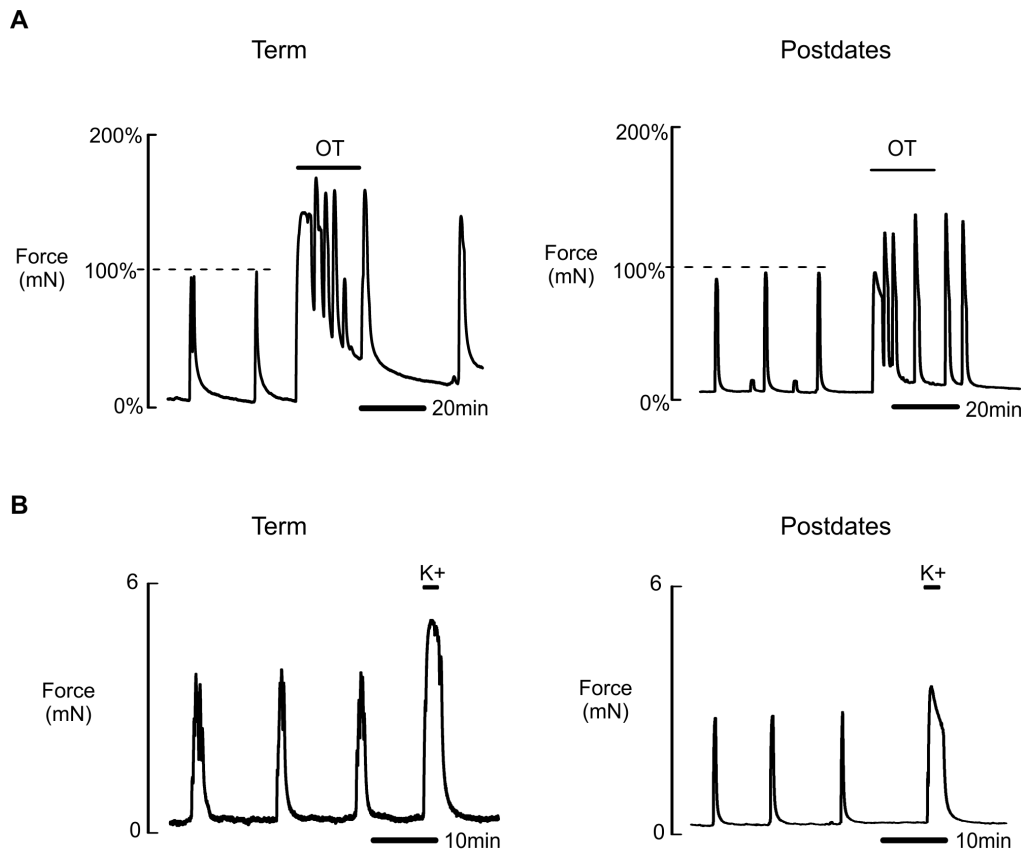 A
Term
Postdates
200%
OT
Force
(mN)
100%
0%
20min
200%
OT
Force
(mN)
100%
0%
20min
B
Term
Postdates
6
K+
Force
(mN)
0
10min
6
K+
Force
(mN)
0
10min